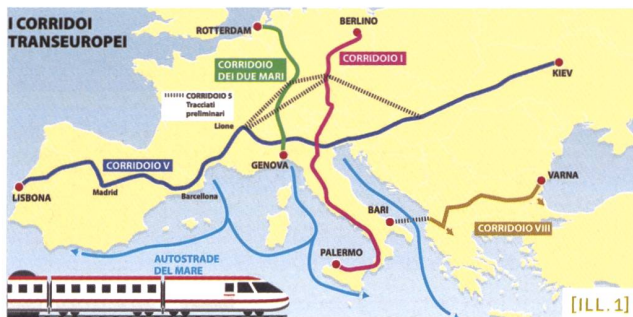 I CORRIDOI
TRANSEUROPEI
ROTTERDAM
BERLINO
CORRIDOIO
DEI DUE MARI
CORRIDOIO I
KIEV
CORRIDOIO 5
Tracciati
preliminari
Lione
CORRIDOIO V
GENOVA
LISBONA
Madrid
Barcellona
VARNA
BARI
CORRIDOIO VIII
AUTOSTRADE
DEL MARE
PALERMO
[ILL. 1]